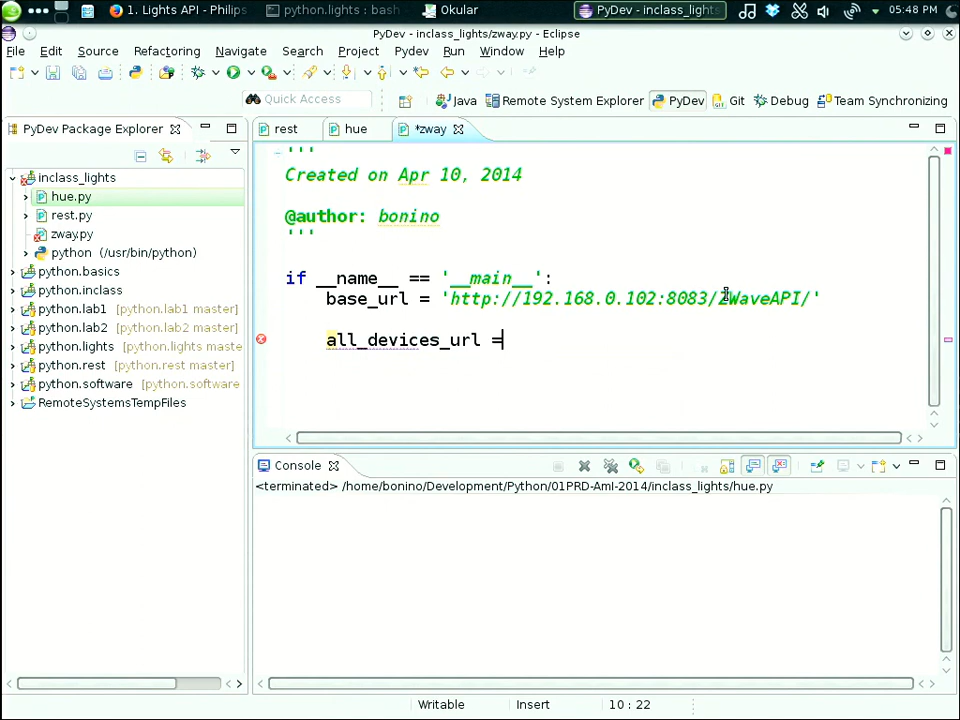 1. Lights API - Philips
python.lights : bash
Okular
PyDev - inclass_lights/
05:48 PM
PyDev - inclass_lights/zway.py - Eclipse
File Edit Source Refactoring Navigate Search Project Pydev Run Window Help
Quick Access
Java Remote System Explorer PyDev Git Debug Team Synchronizing
PyDev Package Explorer
rest hue *zway
inclass_lights
hue.py
rest.py
zway.py
python (/usr/bin/python)
python.basics
python.inclass
python.lab1 [python.lab1 master]
python.lab2 [python.lab2 master]
python.lights [python.lights master]
python.rest [python.rest master]
python.software [python.software master]
RemoteSystemsTempFiles
'''
Created on Apr 10, 2014
@author: bonino
'''
if __name__ == '__main__':
base_url = 'http://192.168.0.102:8083/ZWaveAPI/'
all_devices_url =
Console
<terminated> /home/bonino/Development/Python/01PRD-AmI-2014/inclass_lights/hue.py
Writable Insert 10 : 22